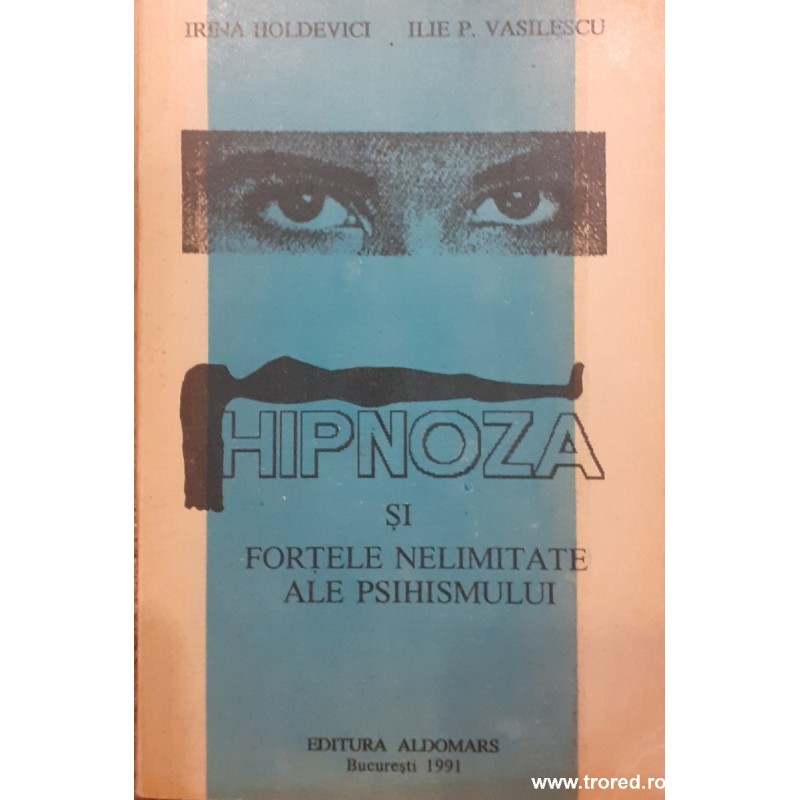 IRINA HOLDEVICI ILIE P. VASILESCU
HIPNOZA
ȘI
FORȚELE NELIMITATE
ALE PSIHISMULUI
EDITURA ALDOMARS
București 1991
www.trored.ro